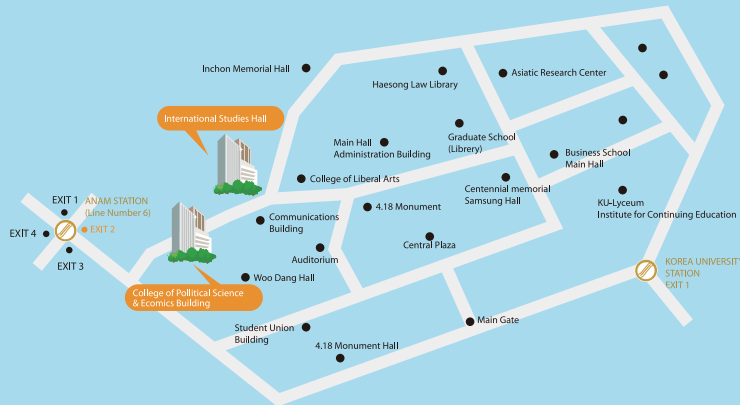 Inchon Memorial Hall
Haesong Law Library
Asiatic Research Center
International Studies Hall
Main Hall
Administration Building
Graduate School
(Librery)
Business School
Main Hall
College of Liberal Arts
Centennial memorial
Samsung Hall
KU-Lyceum
Institute for Continuing Education
EXIT 1
ANAM STATION
(Line Number 6)
EXIT 2
EXIT 4
EXIT 3
4.18 Monument
Communications
Building
Central Plaza
Auditorium
KOREA UNIVERSITY
STATION
EXIT 1
Woo Dang Hall
College of Pollitical Science
& Ecomics Building
Student Union
Building
Main Gate
4.18 Monument Hall